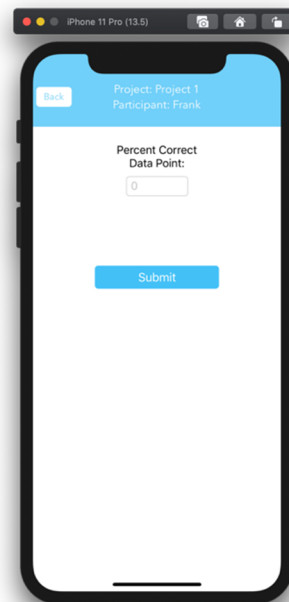 iPhone 11 Pro (13.5)
Project: Project 1
Back
Participant: Frank
Percent Correct
Data Point:
0
Submit